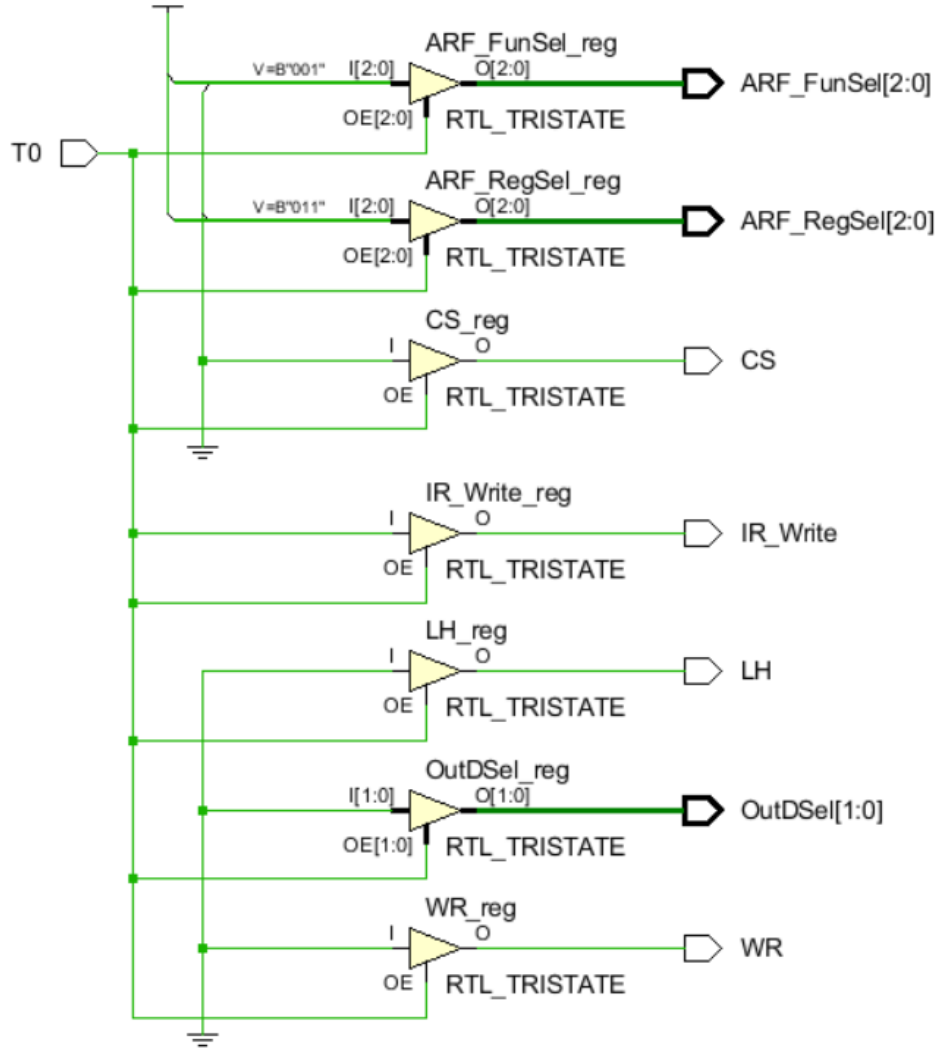 ARF_FunSel_reg
V=B"001" I[2:0] O[2:0] ARF_FunSel[2:0]
OE[2:0] RTL_TRISTATE
T0
ARF_RegSel_reg
V=B"011" I[2:0] O[2:0] ARF_RegSel[2:0]
OE[2:0] RTL_TRISTATE
CS_reg
I O CS
OE RTL_TRISTATE
IR_Write_reg
I O IR_Write
OE RTL_TRISTATE
LH_reg
I O LH
OE RTL_TRISTATE
OutDSel_reg
I[1:0] O[1:0] OutDSel[1:0]
OE[1:0] RTL_TRISTATE
WR_reg
I O WR
OE RTL_TRISTATE